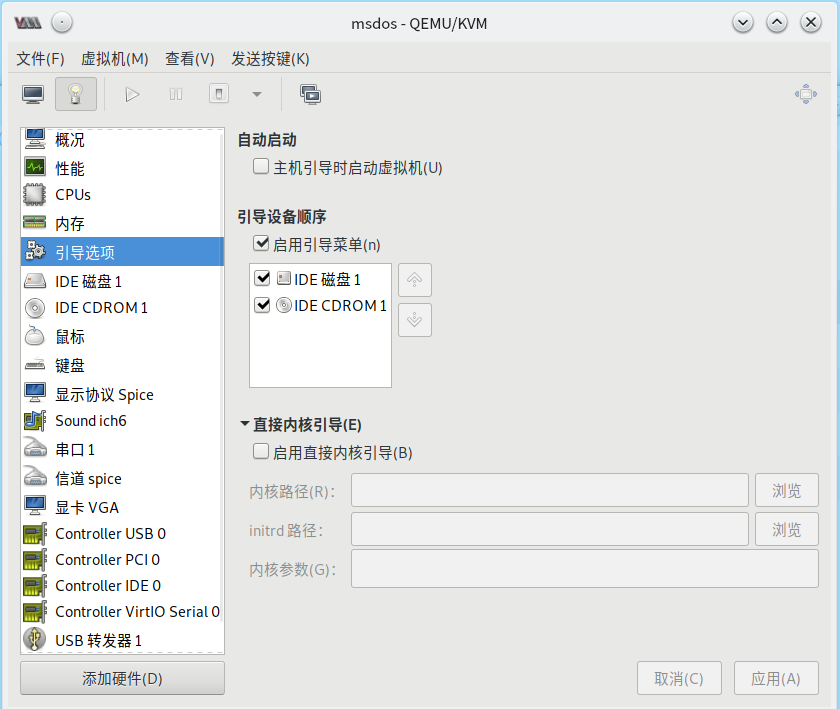 msdos - QEMU/KVM
文件(F) 虚拟机(M) 查看(V) 发送按键(K)
概况
性能
CPUs
内存
引导选项
IDE 磁盘 1
IDE CDROM 1
鼠标
键盘
显示协议 Spice
Sound ich6
串口 1
信道 spice
显卡 VGA
Controller USB 0
Controller PCI 0
Controller IDE 0
Controller VirtIO Serial 0
USB 转发器 1
添加硬件(D)
自动启动
主机引导时启动虚拟机(U)
引导设备顺序
启用引导菜单(n)
IDE 磁盘 1
IDE CDROM 1
直接内核引导(E)
启用直接内核引导(B)
内核路径(R): 浏览
initrd 路径: 浏览
内核参数(G):
取消(C) 应用(A)